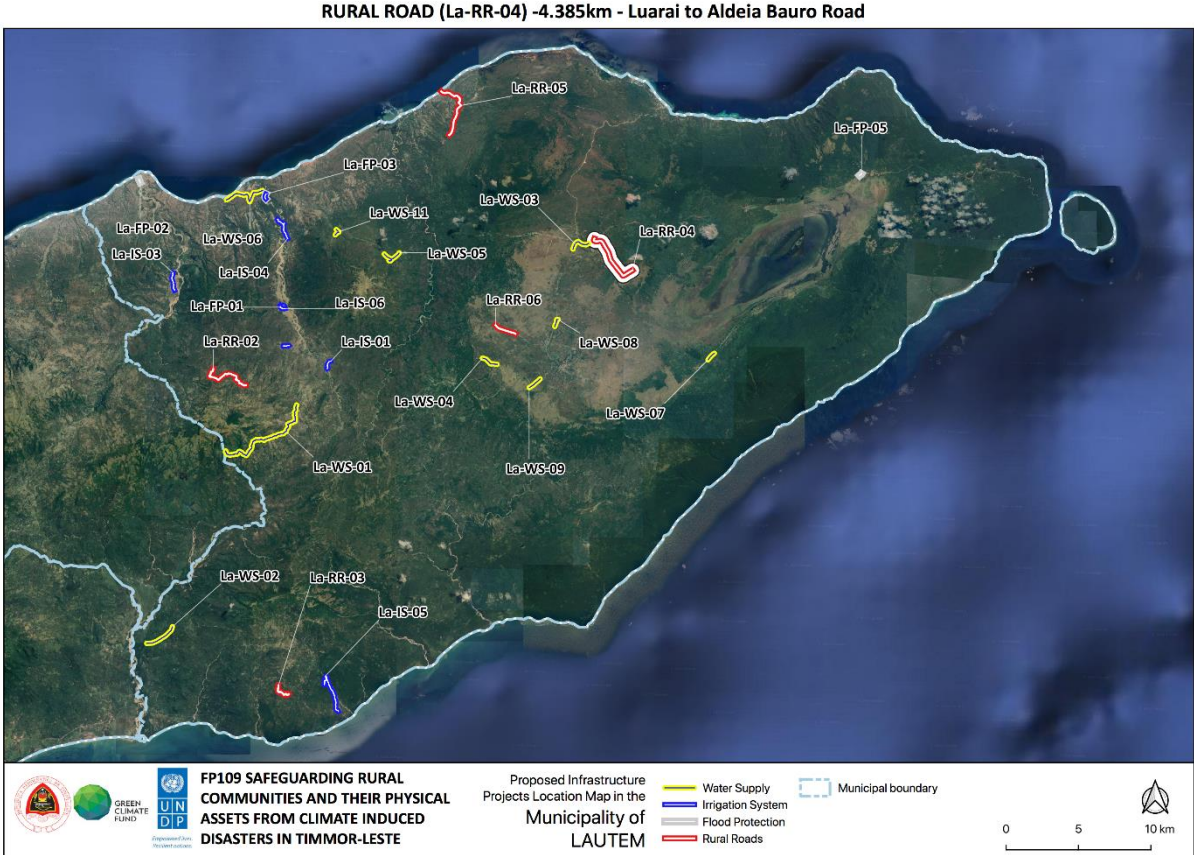 RURAL ROAD (La-RR-04) -4.385km - Luarai to Aldeia Bauro Road
La-RR-05
La-FP-05
La-FP-03
La-WS-03
La-WS-11
La-FP-02
La-WS-06
La-RR-04
La-IS-03
La-WS-05
La-IS-04
La-FP-01
La-IS-06
La-RR-06
La-RR-02
La-IS-01
La-WS-08
La-WS-04
La-WS-07
La-WS-01
La-WS-09
La-WS-02
La-RR-03
La-IS-05
GREEN
CLIMATE
FUND
U N
D P
FP109 SAFEGUARDING RURAL
COMMUNITIES AND THEIR PHYSICAL
ASSETS FROM CLIMATE INDUCED
DISASTERS IN TIMMOR-LESTE
Proposed Infrastructure
Projects Location Map in the
Municipality of
LAUTEM
Water Supply
Irrigation System
Flood Protection
Rural Roads
Municipal boundary
0 5 10 km